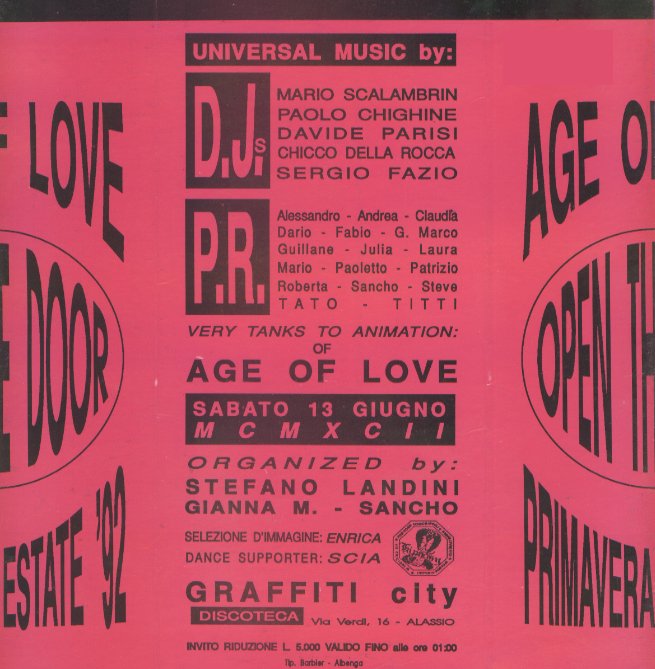 F LOVE
E DOOR
ESTATE '92
UNIVERSAL MUSIC by:
D.J.s
MARIO SCALAMBRIN
PAOLO CHIGHINE
DAVIDE PARISI
CHICCO DELLA ROCCA
SERGIO FAZIO
P.R.
Alessandro - Andrea - Claudia
Dario - Fabio - G. Marco
Guillane - Julia - Laura
Mario - Paoletto - Patrizio
Roberta - Sancho - Steve
TATO - TITTI
VERY TANKS TO ANIMATION:
OF
AGE OF LOVE
SABATO 13 GIUGNO
MCMXCII
ORGANIZED by:
STEFANO LANDINI
GIANNA M. - SANCHO
SELEZIONE D'IMMAGINE: ENRICA
DANCE SUPPORTER: SCIA
GRAFFITI city
DISCOTECA Via Verdi, 16 - ALASSIO
INVITO RIDUZIONE L. 5.000 VALIDO FINO alle ore 01:00
Tip. Barbier - Albenga
AGE OF
OPEN TH
PRIMAVERA